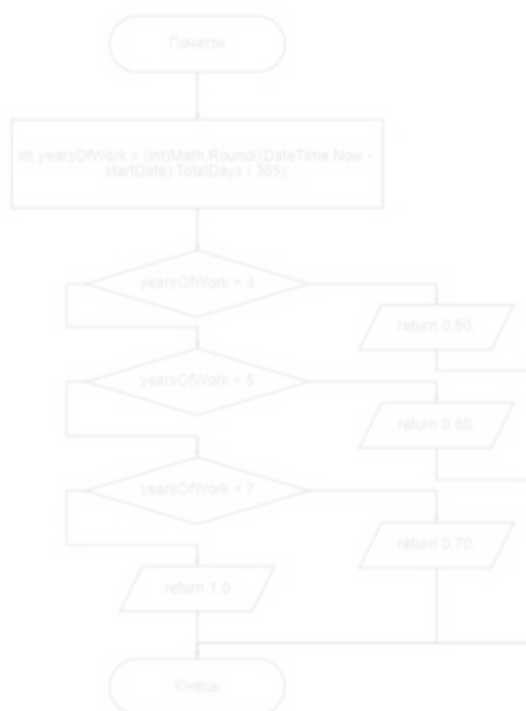 Початок
int yearsOfWork = (int)Math.Round((DateTime.Now -
startDate).TotalDays / 365);
yearsOfWork < 3
return 0.50;
yearsOfWork < 5
return 0.60;
yearsOfWork < 7
return 0.70;
return 1.0
Кінець